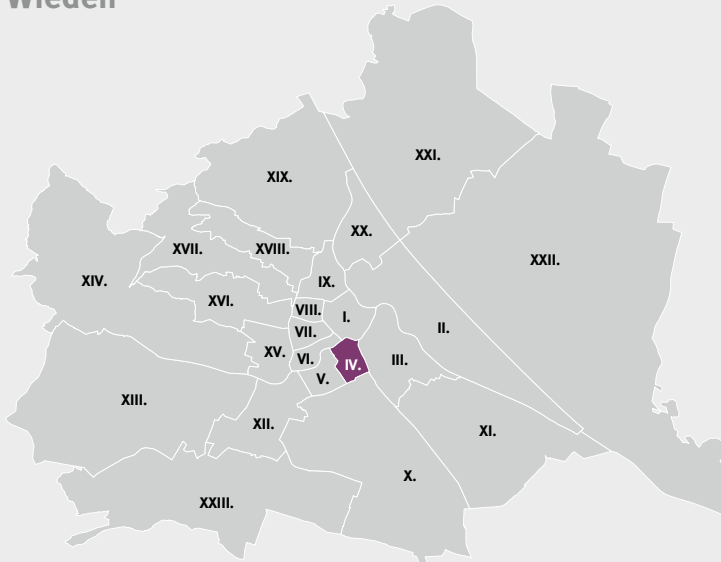 Wieden
XXI.
XIX.
XX.
XVII.
XVIII.
XXII.
XIV.
IX.
XVI.
VIII.
I.
II.
VII.
XV.
VI.
IV.
III.
V.
XIII.
XII.
XI.
X.
XXIII.